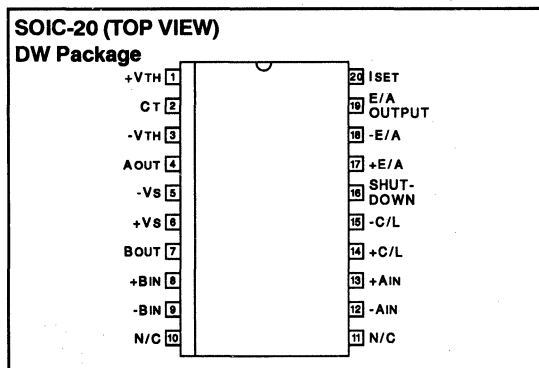 SOIC-20 (TOP VIEW)
DW Package
+VTH 1
CT 2
-VTH 3
AOUT 4
-VS 5
+VS 6
BOUT 7
+BIN 8
-BIN 9
N/C 10
20 ISET
19 E/A
OUTPUT
18 -E/A
17 +E/A
16 SHUT-
DOWN
15 -C/L
14 +C/L
13 +AIN
12 -AIN
11 N/C